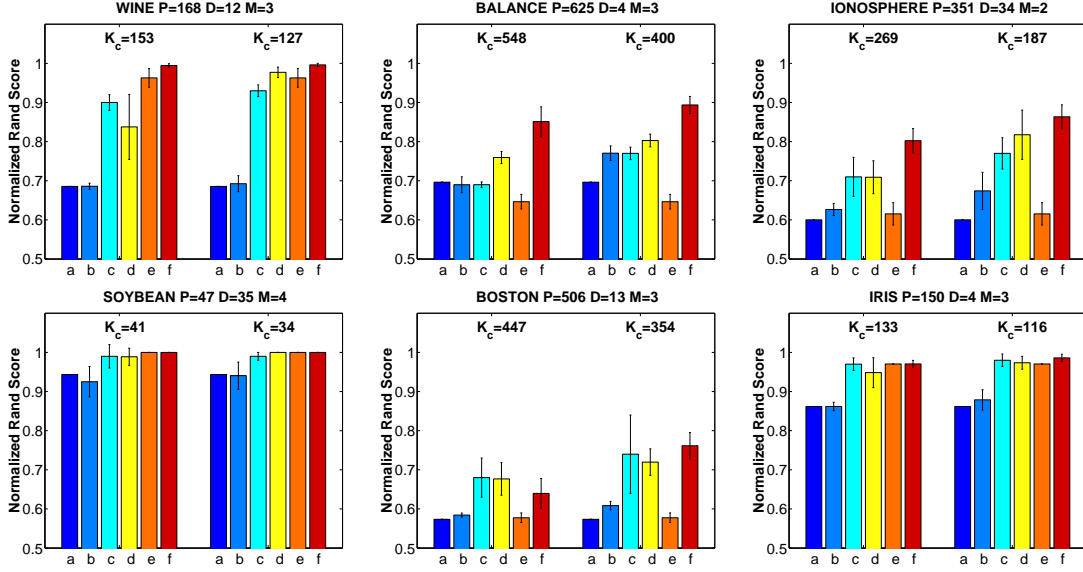 WINE P=168 D=12 M=3
K_c=153
K_c=127
Normalized Rand Score
1
0.9
0.8
0.7
0.6
0.5
a b c d e f
a b c d e f
BALANCE P=625 D=4 M=3
K_c=548
K_c=400
Normalized Rand Score
1
0.9
0.8
0.7
0.6
0.5
a b c d e f
a b c d e f
IONOSPHERE P=351 D=34 M=2
K_c=269
K_c=187
Normalized Rand Score
1
0.9
0.8
0.7
0.6
0.5
a b c d e f
a b c d e f
SOYBEAN P=47 D=35 M=4
K_c=41
K_c=34
Normalized Rand Score
1
0.9
0.8
0.7
0.6
0.5
a b c d e f
a b c d e f
BOSTON P=506 D=13 M=3
K_c=447
K_c=354
Normalized Rand Score
1
0.9
0.8
0.7
0.6
0.5
a b c d e f
a b c d e f
IRIS P=150 D=4 M=3
K_c=133
K_c=116
Normalized Rand Score
1
0.9
0.8
0.7
0.6
0.5
a b c d e f
a b c d e f